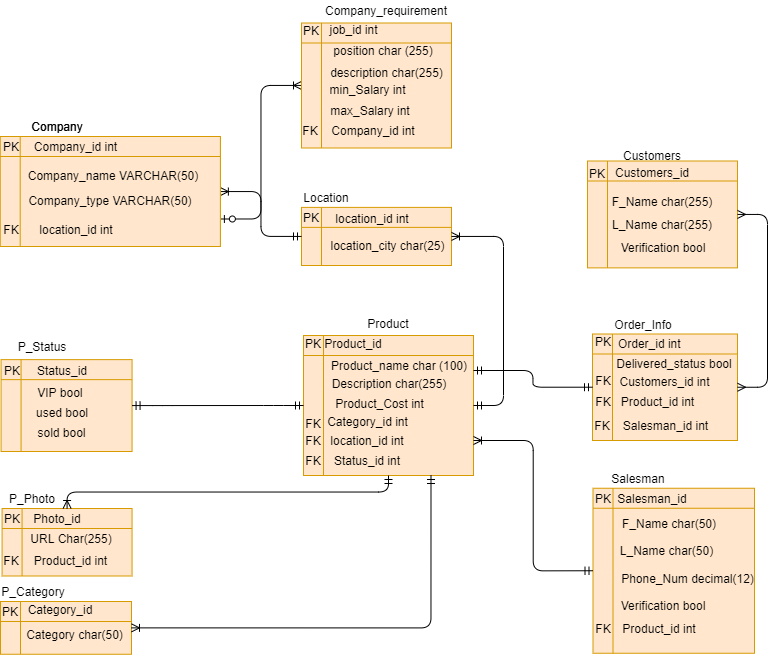 Company_requirement
PK job_id int
position char (255)
description char(255)
min_Salary int
max_Salary int
FK Company_id int
Company
PK Company_id int
Company_name VARCHAR(50)
Company_type VARCHAR(50)
FK location_id int
Location
PK location_id int
location_city char(25)
Customers
PK Customers_id
F_Name char(255)
L_Name char(255)
Verification bool
P_Status
PK Status_id
VIP bool
used bool
sold bool
Product
PK Product_id
Product_name char (100)
Description char(255)
Product_Cost int
FK Category_id int
FK location_id int
FK Status_id int
Order_Info
PK Order_id int
Delivered_status bool
FK Customers_id int
FK Product_id int
FK Salesman_id int
P_Photo
PK Photo_id
URL Char(255)
FK Product_id int
P_Category
PK Category_id
Category char(50)
Salesman
PK Salesman_id
F_Name char(50)
L_Name char(50)
Phone_Num decimal(12)
Verification bool
FK Product_id int